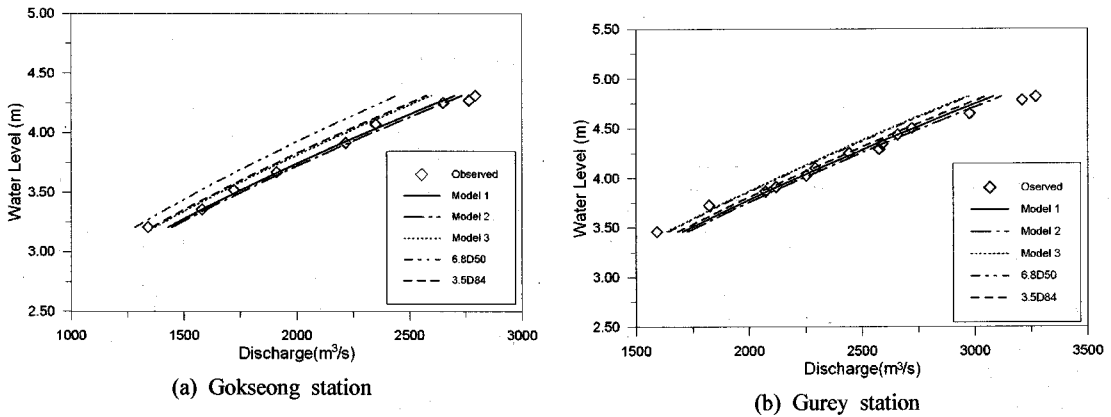 5.00
4.50
4.00
3.50
3.00
2.50
Water Level (m)
Observed
Model 1
Model 2
Model 3
6.8D50
3.5D84
1000
1500
2000
2500
3000
Discharge(m³/s)
(a) Gokseong station
5.50
5.00
4.50
4.00
3.50
3.00
2.50
Water Level (m)
Oserved
Model 1
Model 2
Model 3
6.8D50
3.5D84
1500
2000
2500
3000
3500
Discharge(m³/s)
(b) Gurey station